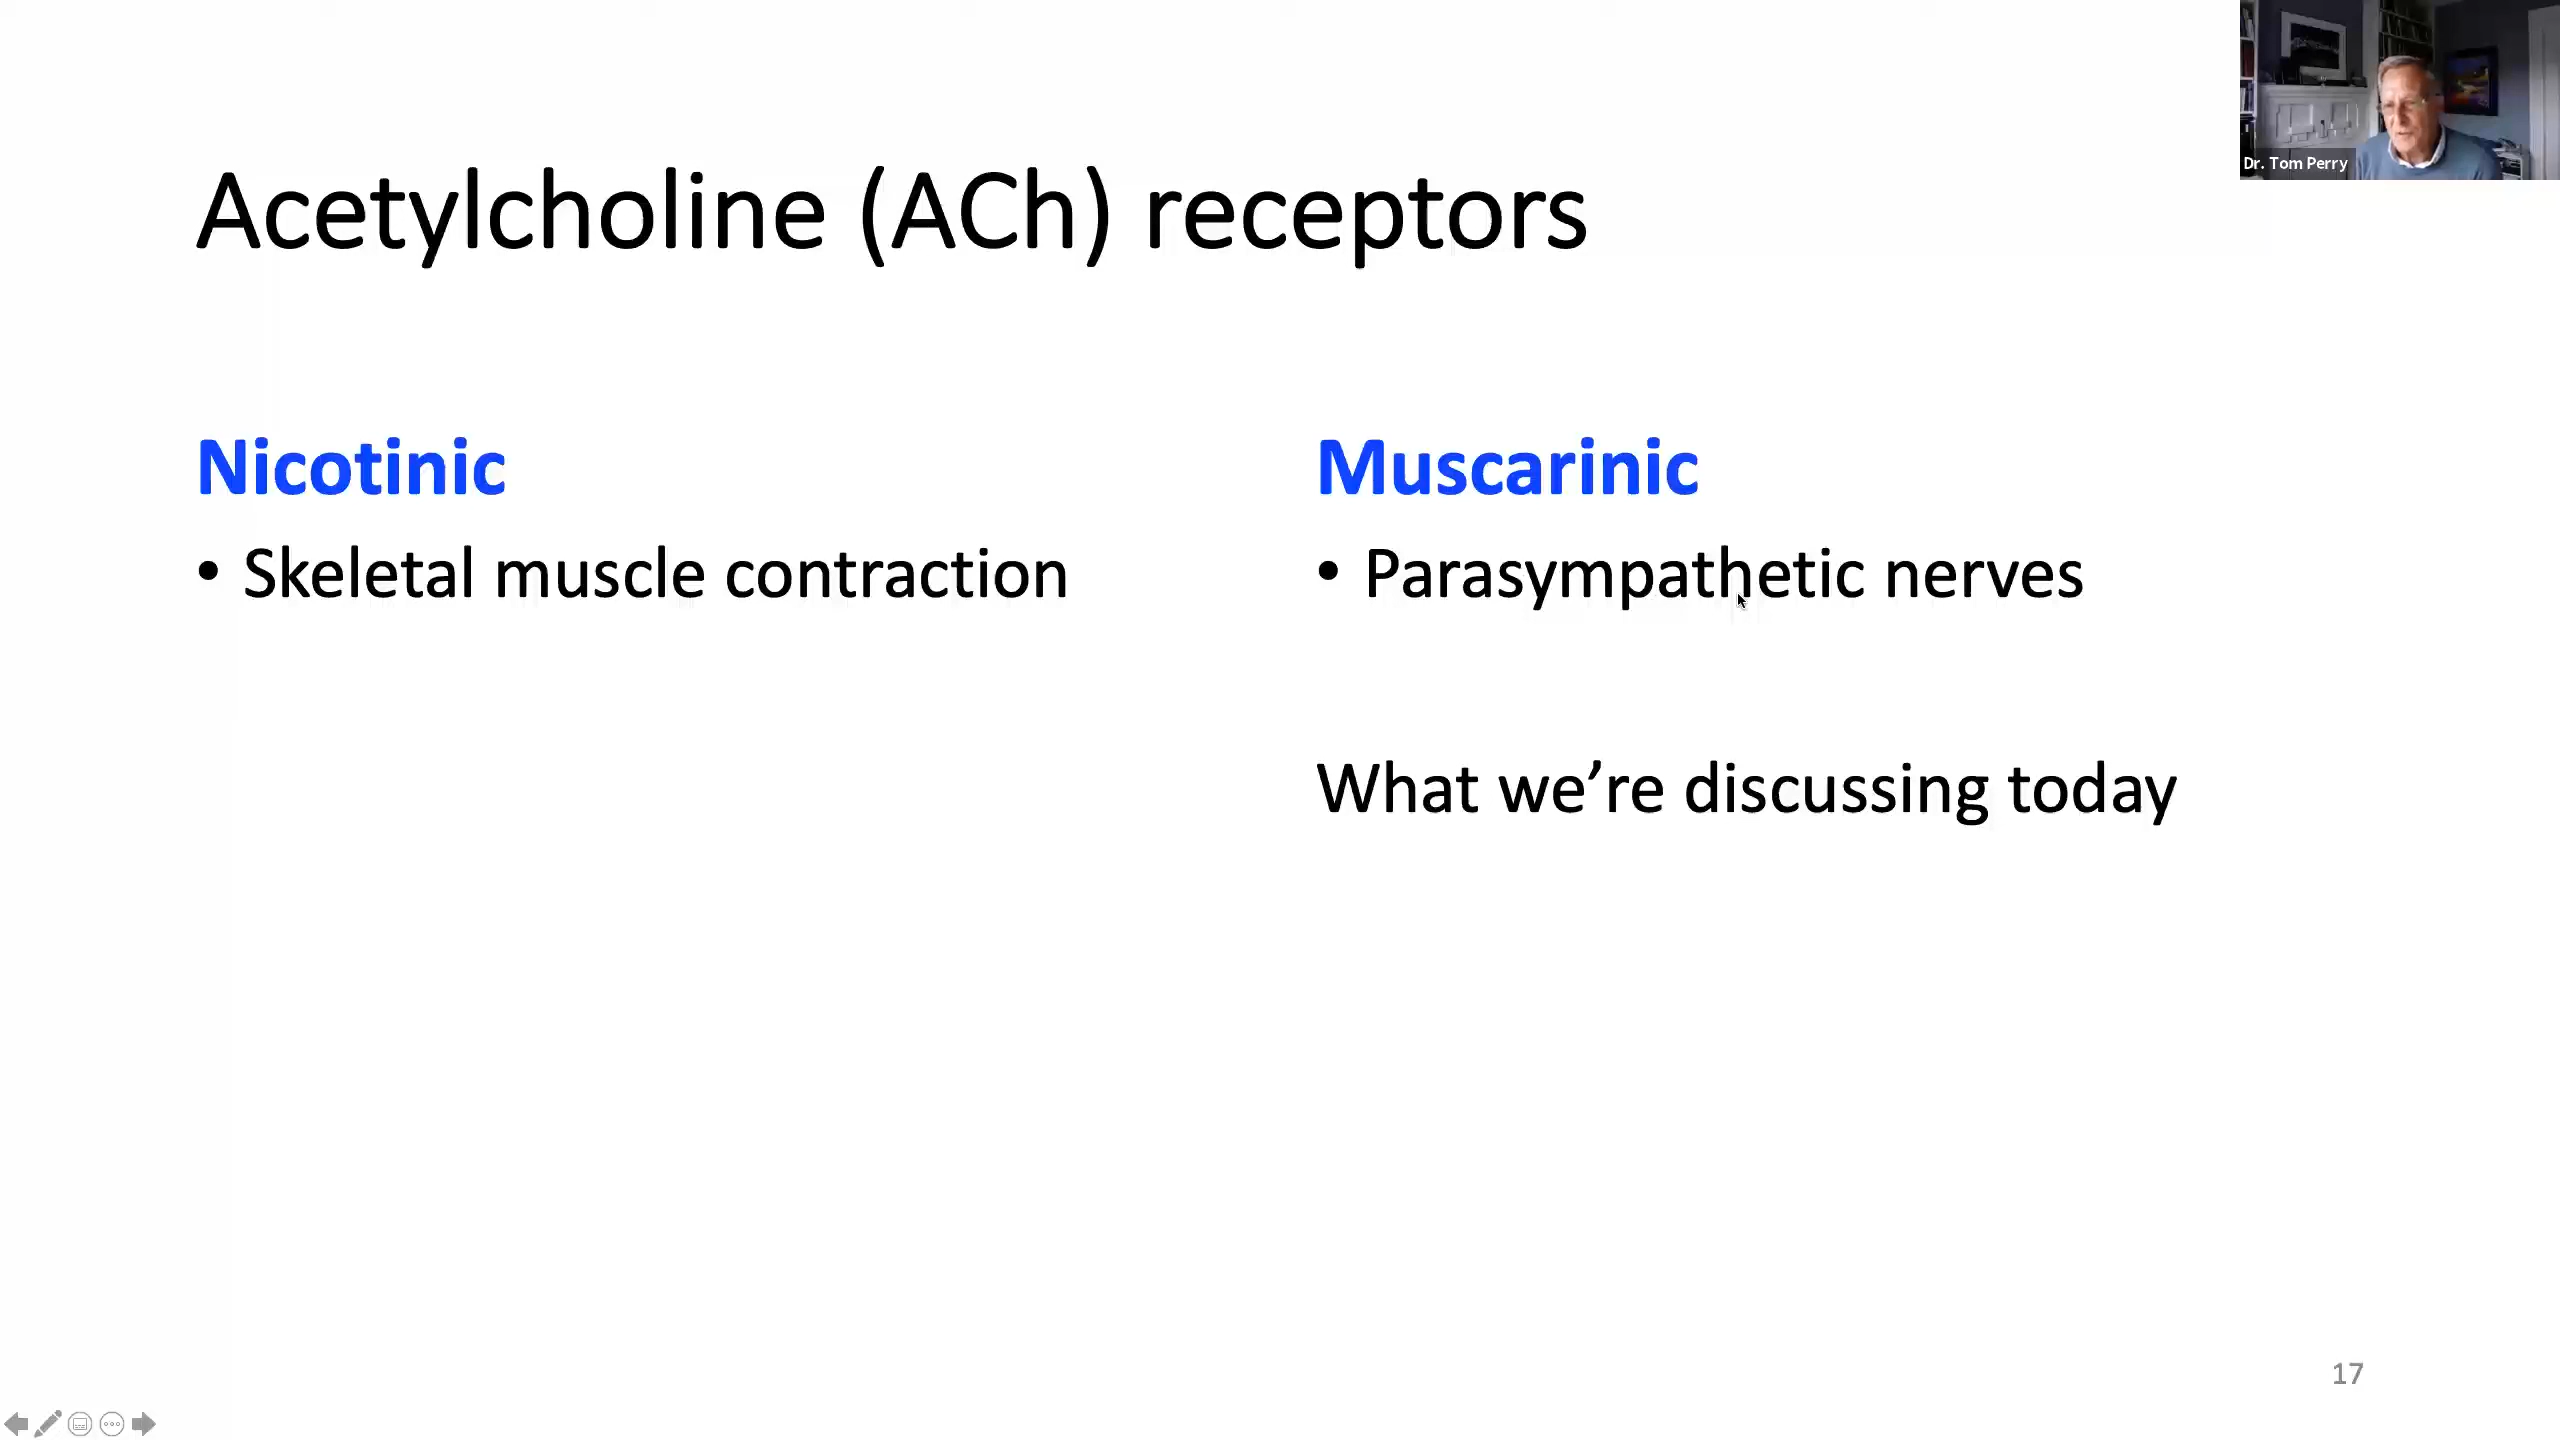 Dr. Tom Perry
Acetylcholine (ACh) receptors
Nicotinic
• Skeletal muscle contraction
Muscarinic
• Parasympathetic nerves
What we’re discussing today
17